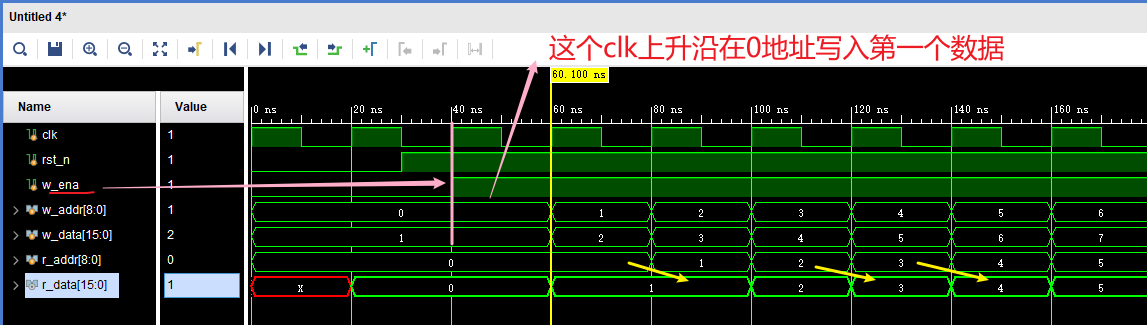 Untitled 4*
这个clk上升沿在0地址写入第一个数据
60.100 ns
Name Value
0 ns 20 ns 40 ns 60 ns 80 ns 100 ns 120 ns 140 ns 160 ns
clk 1
rst_n 1
w_ena 1
w_addr[8:0] 1 0 1 2 3 4 5 6
w_data[15:0] 2 1 2 3 4 5 6 7
r_addr[8:0] 0 0 1 2 3 4 5
r_data[15:0] 1 X 0 1 2 3 4 5